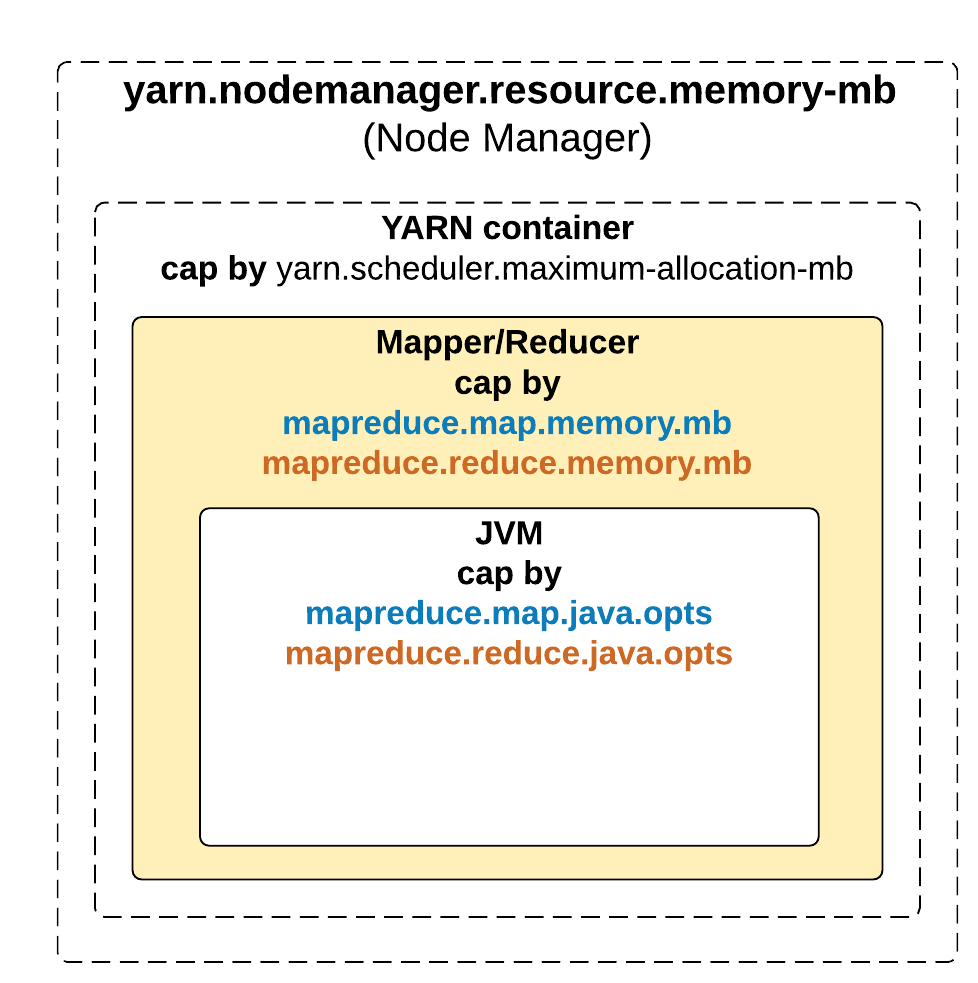 yarn.nodemanager.resource.memory-mb
(Node Manager)
YARN container
cap by yarn.scheduler.maximum-allocation-mb
Mapper/Reducer
cap by
mapreduce.map.memory.mb
mapreduce.reduce.memory.mb
JVM
cap by
mapreduce.map.java.opts
mapreduce.reduce.java.opts